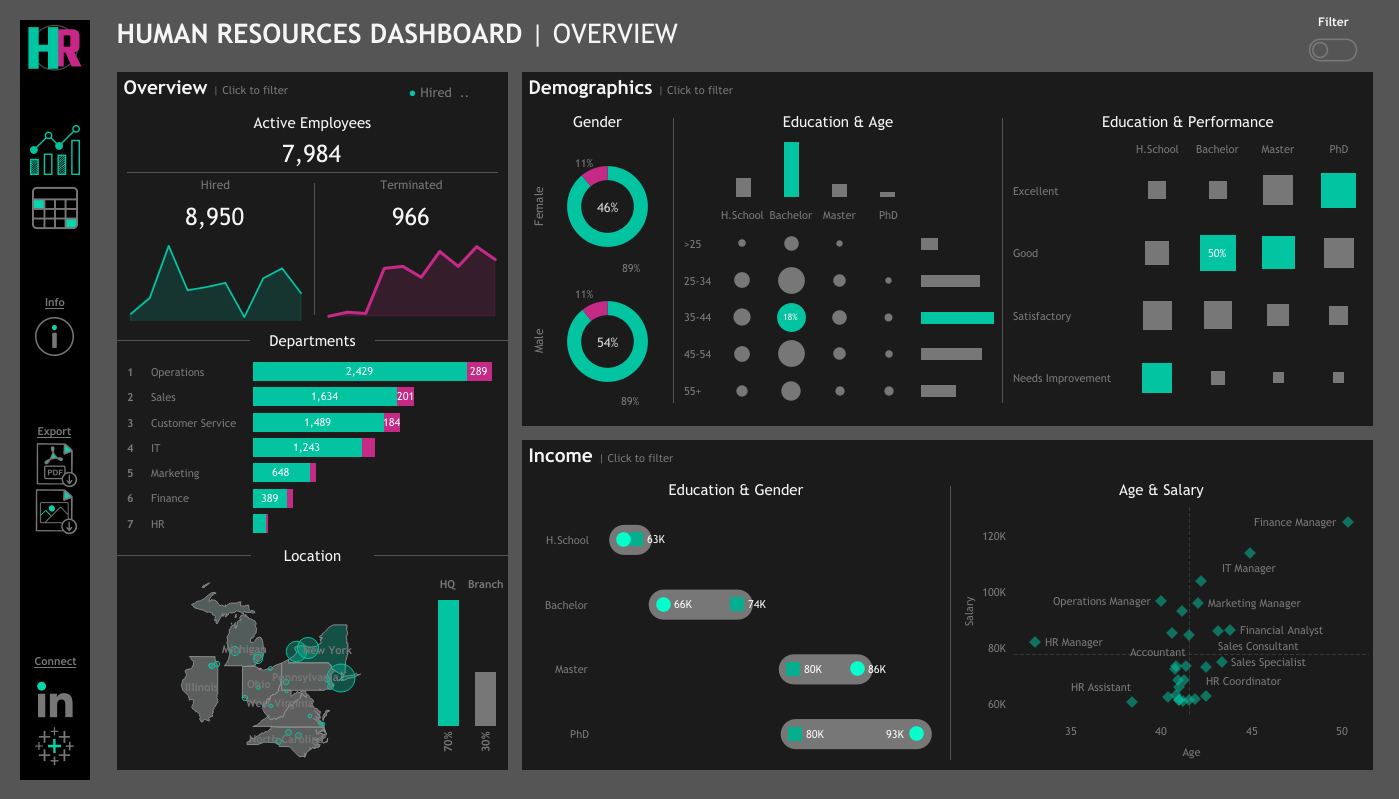 HR
HUMAN RESOURCES DASHBOARD | OVERVIEW
Filter
Info
Export
PDF
Connect
in
Overview | Click to filter
Hired ..
Active Employees
7,984
Hired
Terminated
8,950
966
Departments
1 Operations 2,429 289
2 Sales 1,634 201
3 Customer Service 1,489 184
4 IT 1,243
5 Marketing 648
6 Finance 389
7 HR
Location
HQ Branch
Michigan
New York
Illinois
Ohio
Pennsylvania
West Virginia
North Carolina
70%
30%
Demographics | Click to filter
Gender
Female
11%
46%
89%
Male
11%
54%
89%
Education & Age
H.School Bachelor Master PhD
>25
25-34
35-44 18%
45-54
55+
Education & Performance
H.School Bachelor Master PhD
Excellent
Good 50%
Satisfactory
Needs Improvement
Income | Click to filter
Education & Gender
H.School 63K
Bachelor 66K 74K
Master 80K 86K
PhD 80K 93K
Age & Salary
Salary
120K
100K
80K
60K
Finance Manager
IT Manager
Operations Manager
Marketing Manager
Financial Analyst
HR Manager
Sales Consultant
Accountant
Sales Specialist
HR Coordinator
HR Assistant
35 40 45 50
Age